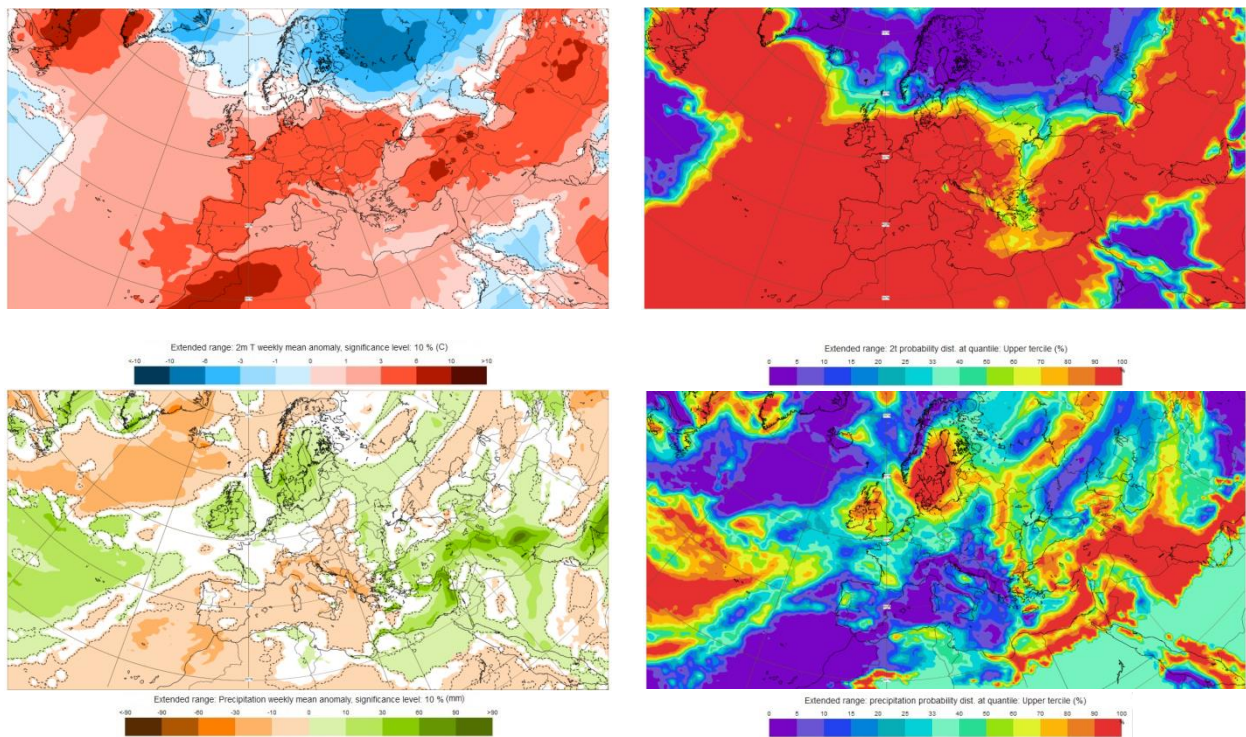 Extended range: 2m T weekly mean anomaly, significance level: 10 % (C)
<-10 -10 -6 -3 -1 0 1 3 6 10 >10
Extended range: 2t probability dist. at quantile: Upper tercile (%)
0 5 10 15 20 25 33 40 50 60 70 80 90 100
Extended range: Precipitation weekly mean anomaly, significance level: 10 % (mm)
<-90 -90 -60 -30 -10 0 10 30 60 90 >90
Extended range: precipitation probability dist. at quantile: Upper tercile (%)
0 5 10 15 20 25 33 40 50 60 70 80 90 100